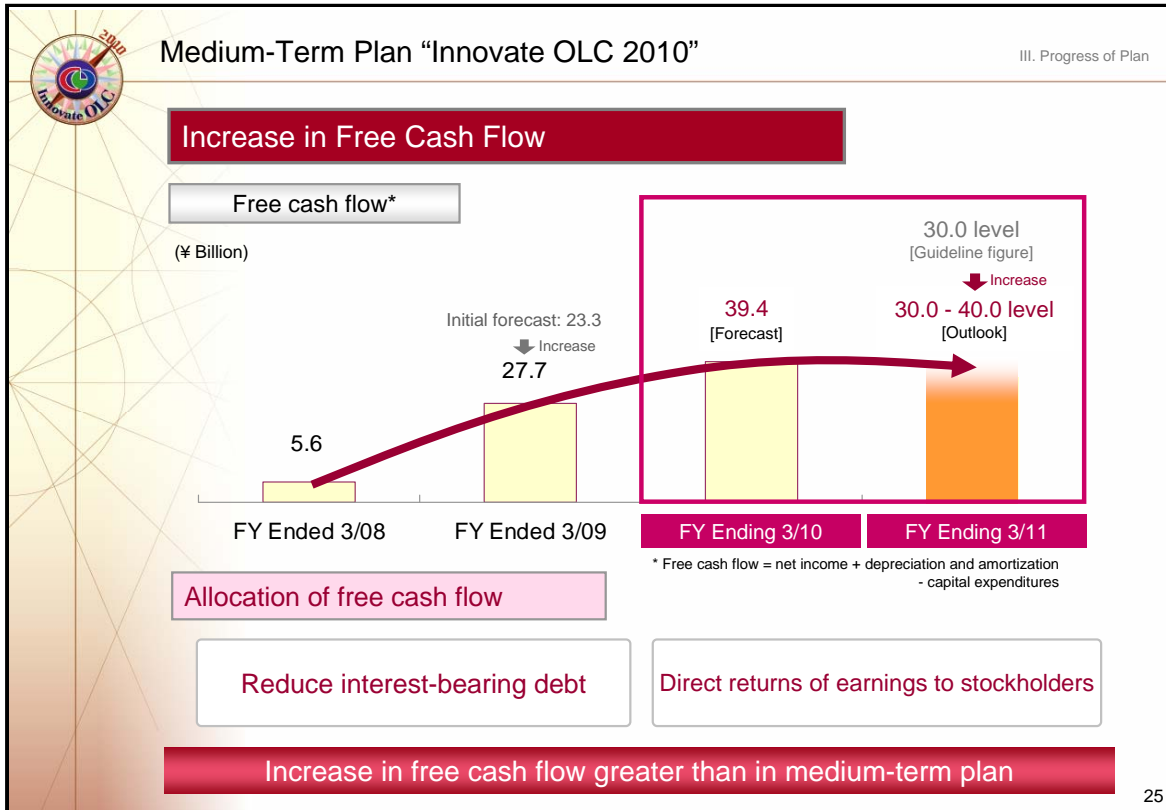 2010
Innovate OLC
Medium-Term Plan “Innovate OLC 2010”
III. Progress of Plan
Increase in Free Cash Flow
Free cash flow*
(¥ Billion)
30.0 level
[Guideline figure]
Increase
30.0 - 40.0 level
[Outlook]
39.4
[Forecast]
Initial forecast: 23.3
Increase
27.7
5.6
FY Ended 3/08
FY Ended 3/09
FY Ending 3/10
FY Ending 3/11
* Free cash flow = net income + depreciation and amortization
- capital expenditures
Allocation of free cash flow
Reduce interest-bearing debt
Direct returns of earnings to stockholders
Increase in free cash flow greater than in medium-term plan
25